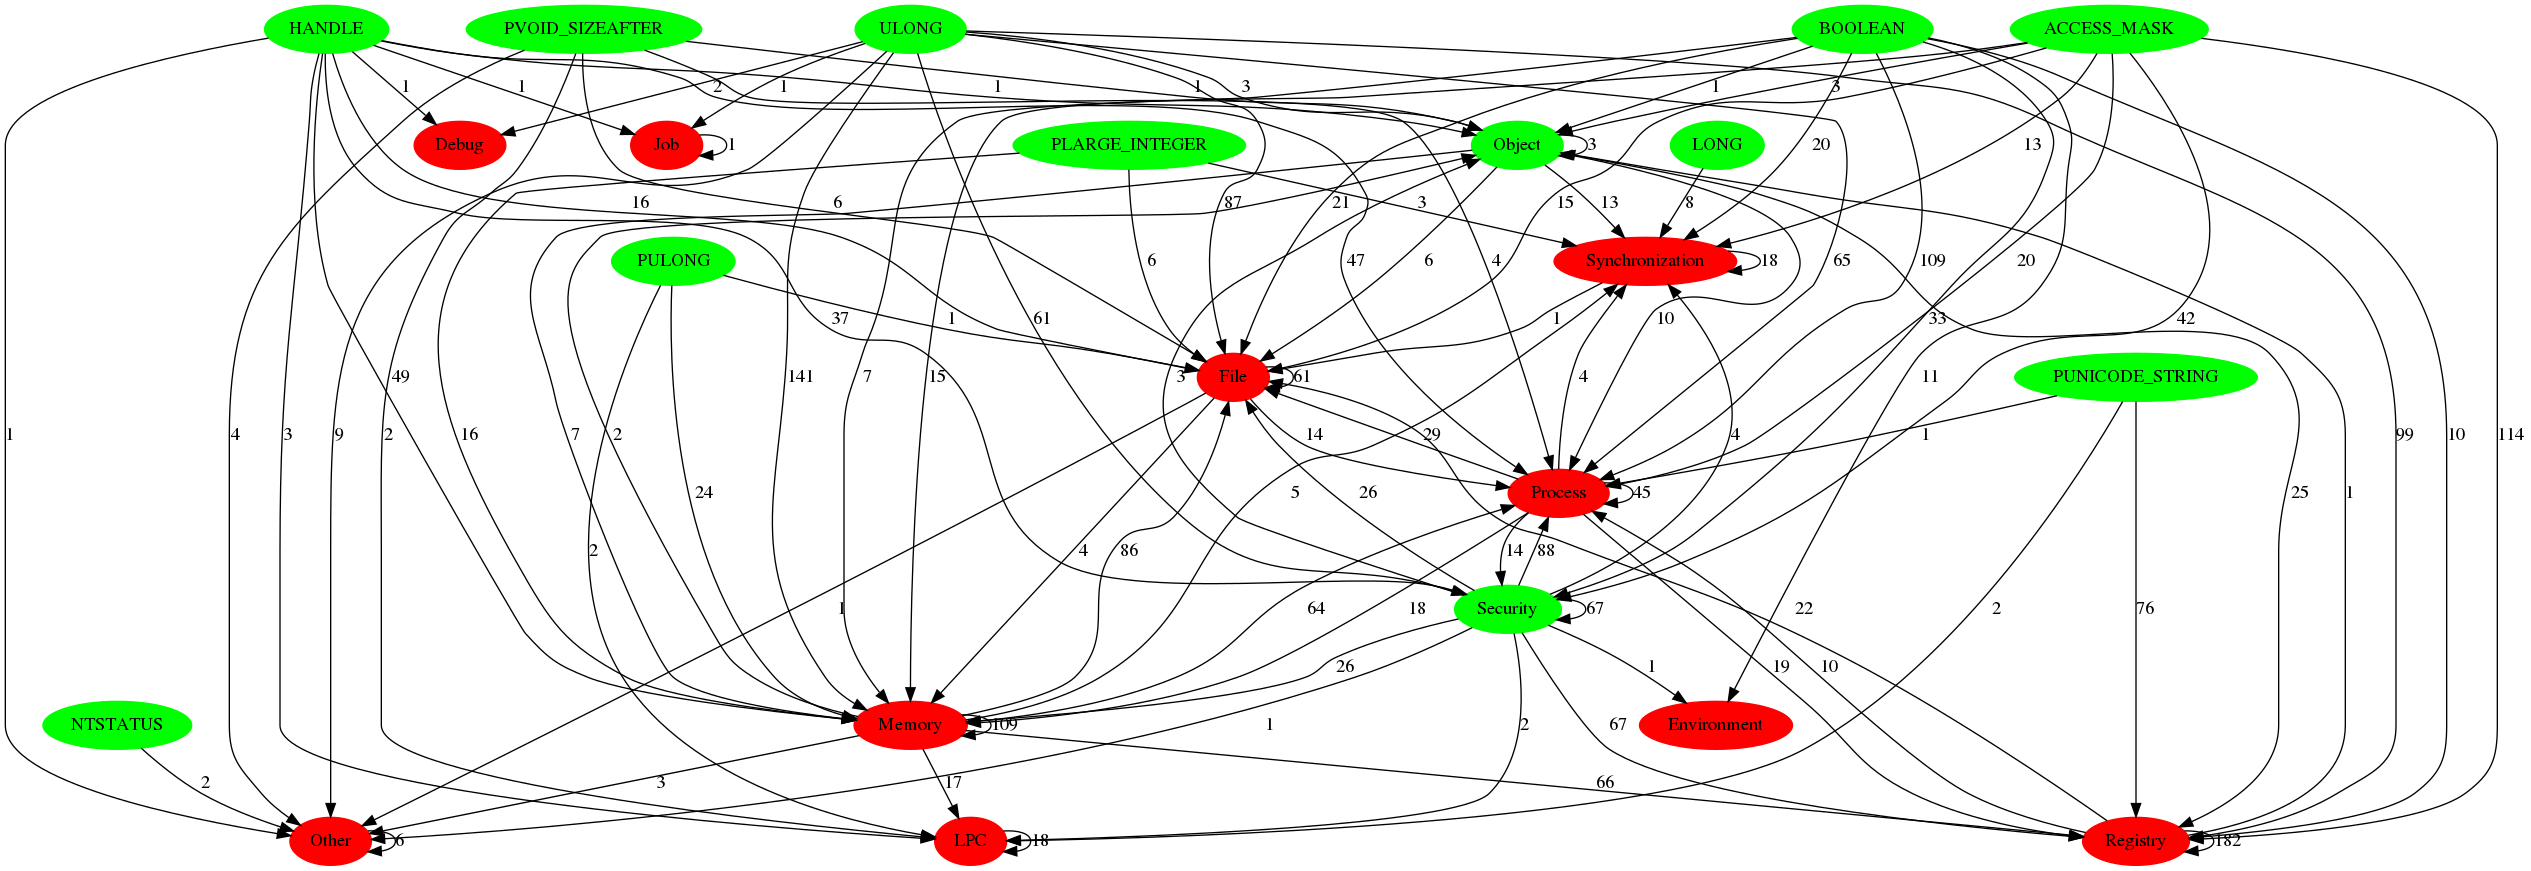 HANDLE PVOID_SIZEAFTER ULONG BOOLEAN ACCESS_MASK
1 1 2 1 1 1 3 1 3
Debug Job 1 PLARGE_INTEGER Object 3 LONG 20 13
16 6 87 21 15 3 13 8
PULONG 6 47 6 4 Synchronization 18 65 109 20
37 1 61 1 10 33 42
49 3 File 61 4 11 PUNICODE_STRING
1 4 3 9 2 16 7 2 141 7 15 14 29 4 1 25 1 99 10 114
24 5 26
2 4 86 Process 45
14 88
1 64 18 Security 67 22 2 76
26 1 19 10
NTSTATUS Memory 109 1 2 67 Environment
2 3 17 66
Other 6 LPC 18 Registry 182